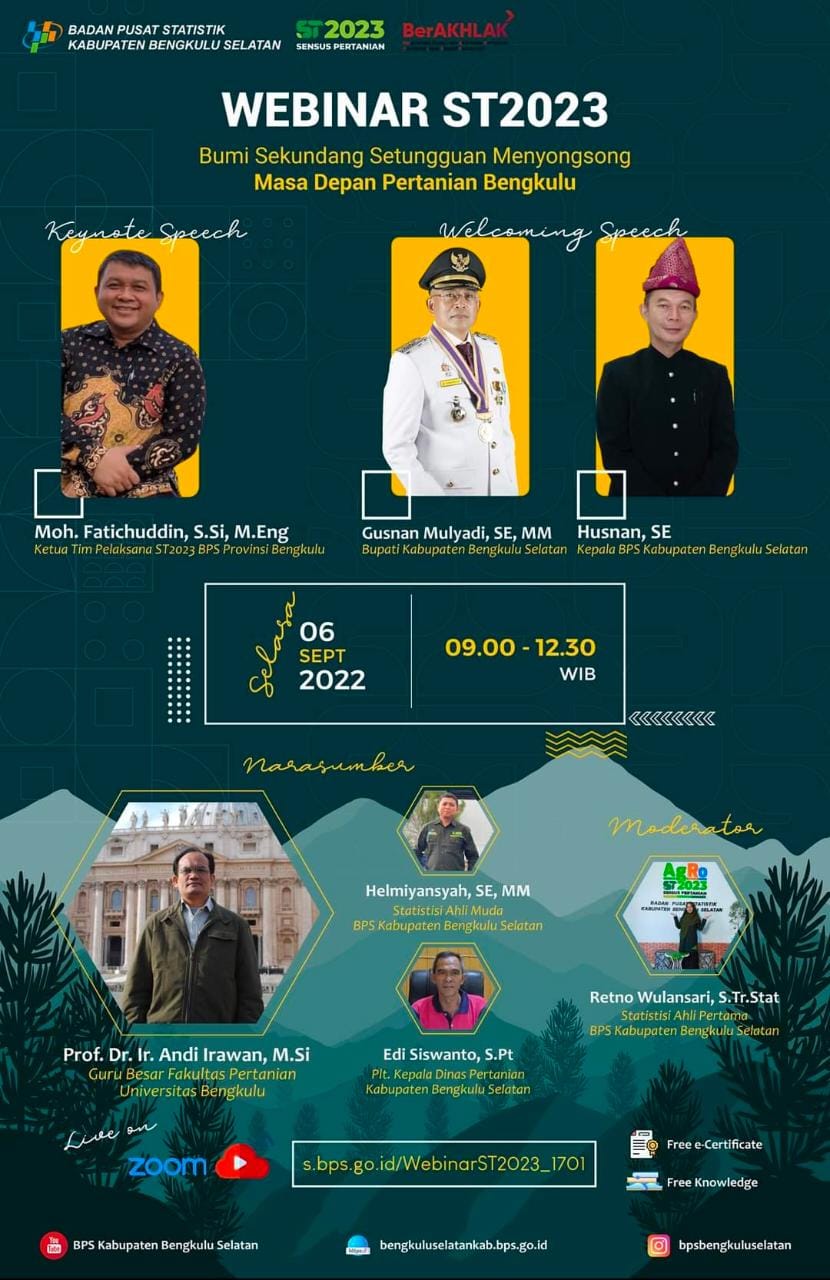 BADAN PUSAT STATISTIK
KABUPATEN BENGKULU SELATAN
ST2023
SENSUS PERTANIAN
BerAKHLAK
WEBINAR ST2023
Bumi Sekundang Setungguan Menyongsong
Masa Depan Pertanian Bengkulu
Keynote Speech
Welcoming Speech
Moh. Fatichuddin, S.Si, M.Eng
Ketua Tim Pelaksana ST2023 BPS Provinsi Bengkulu
Gusnan Mulyadi, SE, MM
Bupati Kabupaten Bengkulu Selatan
Husnan, SE
Kepala BPS Kabupaten Bengkulu Selatan
Selasa
06
SEPT
2022
09.00 - 12.30
WIB
Narasumber
Prof. Dr. Ir. Andi Irawan, M.Si
Guru Besar Fakultas Pertanian
Universitas Bengkulu
Helmiyansyah, SE, MM
Statistisi Ahli Muda
BPS Kabupaten Bengkulu Selatan
Edi Siswanto, S.Pt
Plt. Kepala Dinas Pertanian
Kabupaten Bengkulu Selatan
Moderator
AgRo
ST2023
SENSUS PERTANIAN
BADAN PUSAT STATISTIK
KABUPATEN BENGKULU SELATAN
Retno Wulansari, S.Tr.Stat
Statistisi Ahli Pertama
BPS Kabupaten Bengkulu Selatan
Live on
zoom
s.bps.go.id/WebinarST2023_1701
Free e-Certificate
Free Knowledge
You
Tube
BPS Kabupaten Bengkulu Selatan
https://
bengkuluselatankab.bps.go.id
bpsbengkuluselatan